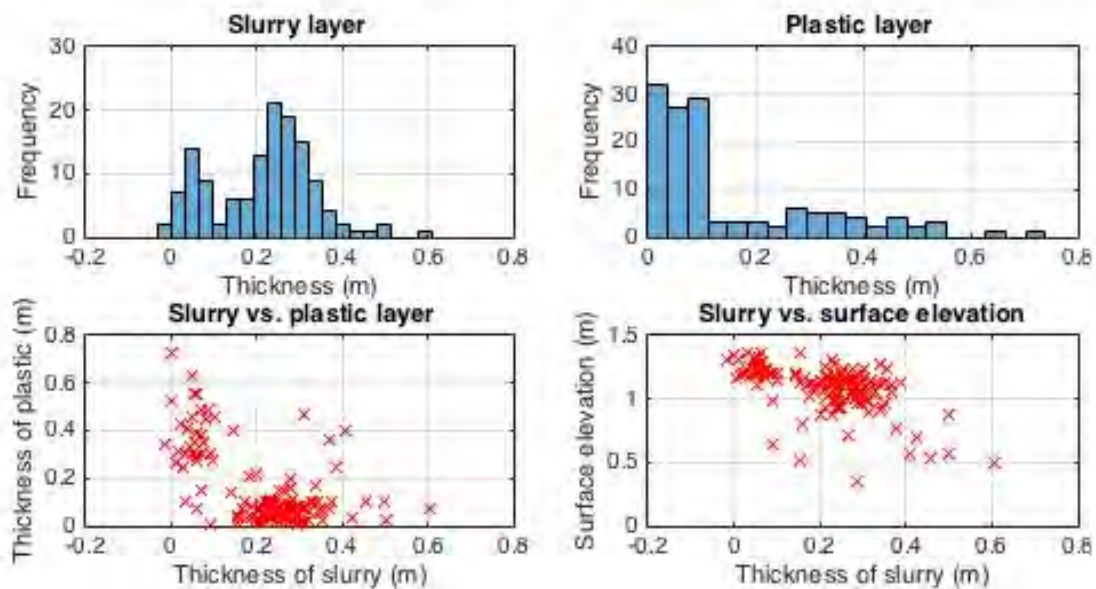 Slurry layer
Frequency
30
20
10
0
-0.2 0 0.2 0.4 0.6 0.8
Thickness (m)
Plastic layer
Frequency
40
30
20
10
0
0 0.2 0.4 0.6 0.8
Thickness (m)
Slurry vs. plastic layer
Thickness of plastic (m)
0.8
0.6
0.4
0.2
0
-0.2 0 0.2 0.4 0.6 0.8
Thickness of slurry (m)
Slurry vs. surface elevation
Surface elevation (m)
1.5
1
0.5
0
-0.2 0 0.2 0.4 0.6 0.8
Thickness of slurry (m)